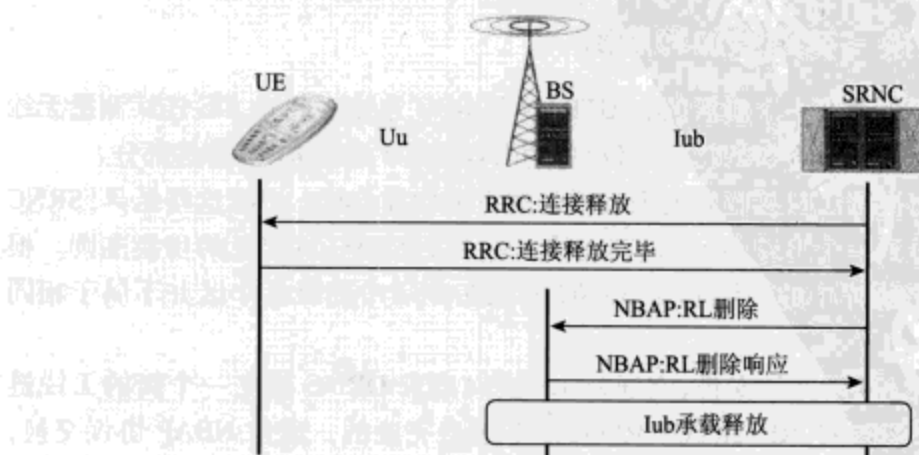 UE
BS
SRNC
Uu
Iub
RRC:连接释放
RRC:连接释放完毕
NBAP:RL删除
NBAP:RL删除响应
Iub承载释放